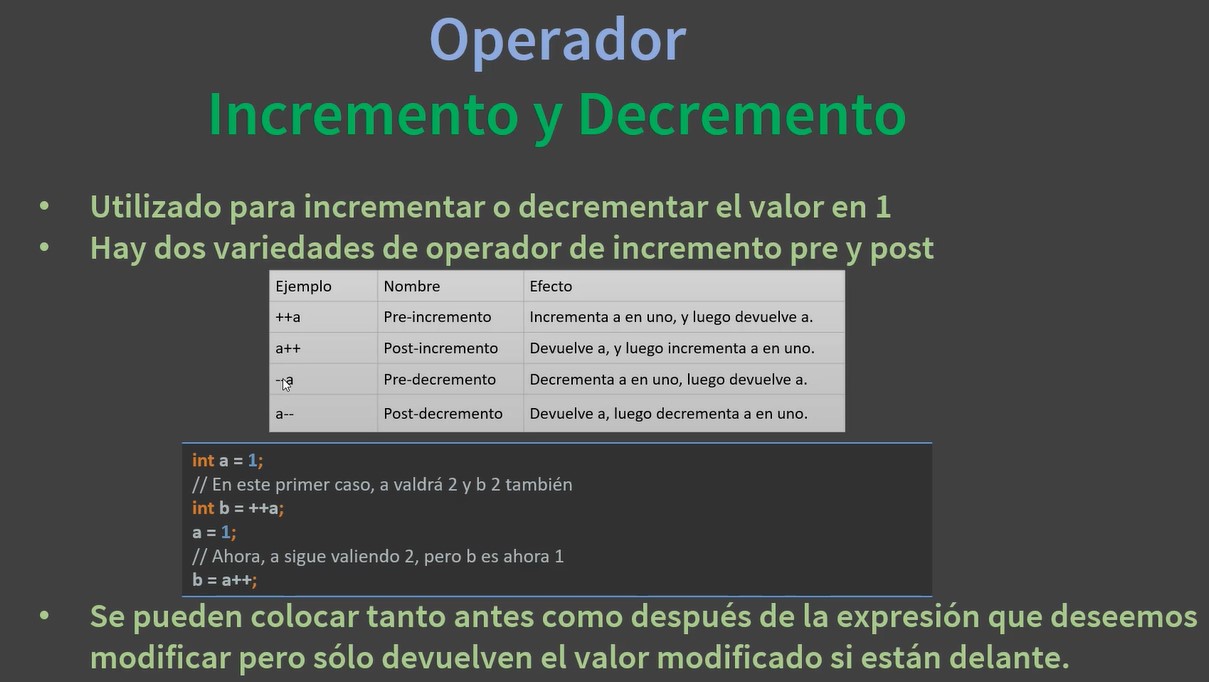 Operador
Incremento y Decremento
• Utilizado para incrementar o decrementar el valor en 1
• Hay dos variedades de operador de incremento pre y post
Ejemplo Nombre Efecto
++a Pre-incremento Incrementa a en uno, y luego devuelve a.
a++ Post-incremento Devuelve a, y luego incrementa a en uno.
--a Pre-decremento Decrementa a en uno, luego devuelve a.
a-- Post-decremento Devuelve a, luego decrementa a en uno.
int a = 1;
// En este primer caso, a valdrá 2 y b 2 también
int b = ++a;
a = 1;
// Ahora, a sigue valiendo 2, pero b es ahora 1
b = a++;
• Se pueden colocar tanto antes como después de la expresión que deseemos
modificar pero sólo devuelven el valor modificado si están delante.